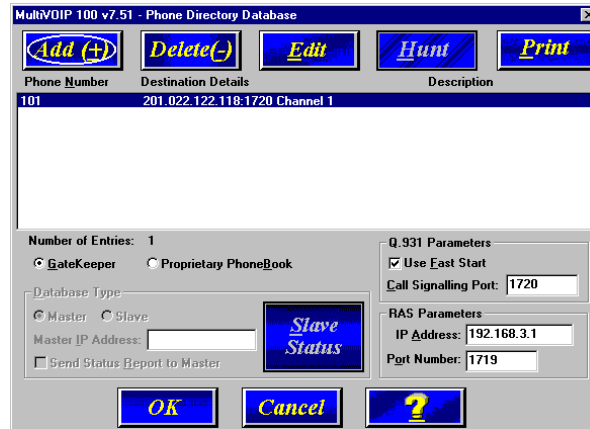 MultiVOIP 100 v7.51 - Phone Directory Database
Add (+) Delete(-) Edit Hunt Print
Phone Number Destination Details Description
101 201.022.122.118:1720 Channel 1
Number of Entries: 1
GateKeeper Proprietary PhoneBook
Database Type
Master Slave
Master IP Address:
Send Status Report to Master
Slave Status
Q.931 Parameters
Use Fast Start
Call Signalling Port: 1720
RAS Parameters
IP Address: 192.168.3.1
Port Number: 1719
OK Cancel ?